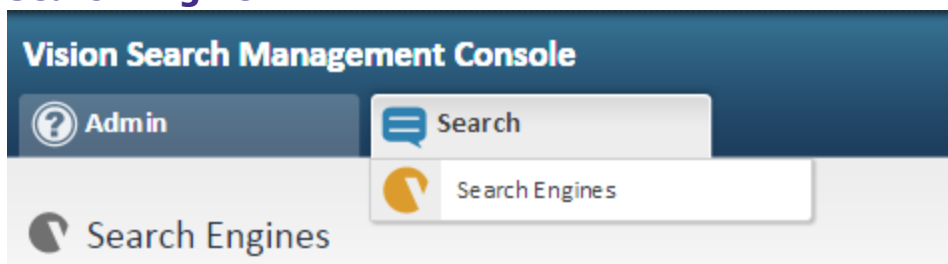 Vision Search Management Console
Admin
Search
Search Engines
Search Engines